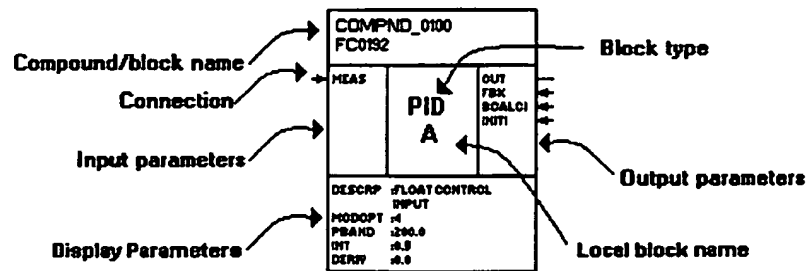 COMPND_0100
FC0192
Compound/block name
Block type
Connection
MEAS
PID
A
OUT
FBK
BCALCI
INITI
Input parameters
Output parameters
DESCRP :FLOAT CONTROL
INPUT
MODOPT :4
PBAND :200.0
INT :0.5
DERIV :0.0
Display Parameters
Local block name